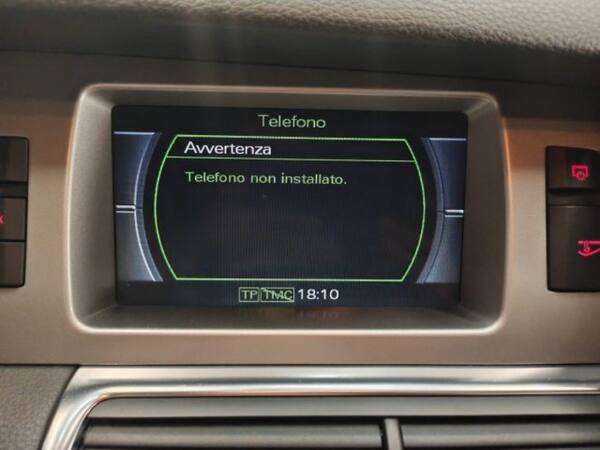 Telefono
Avvertenza
Telefono non installato.
TP TMC 18:10